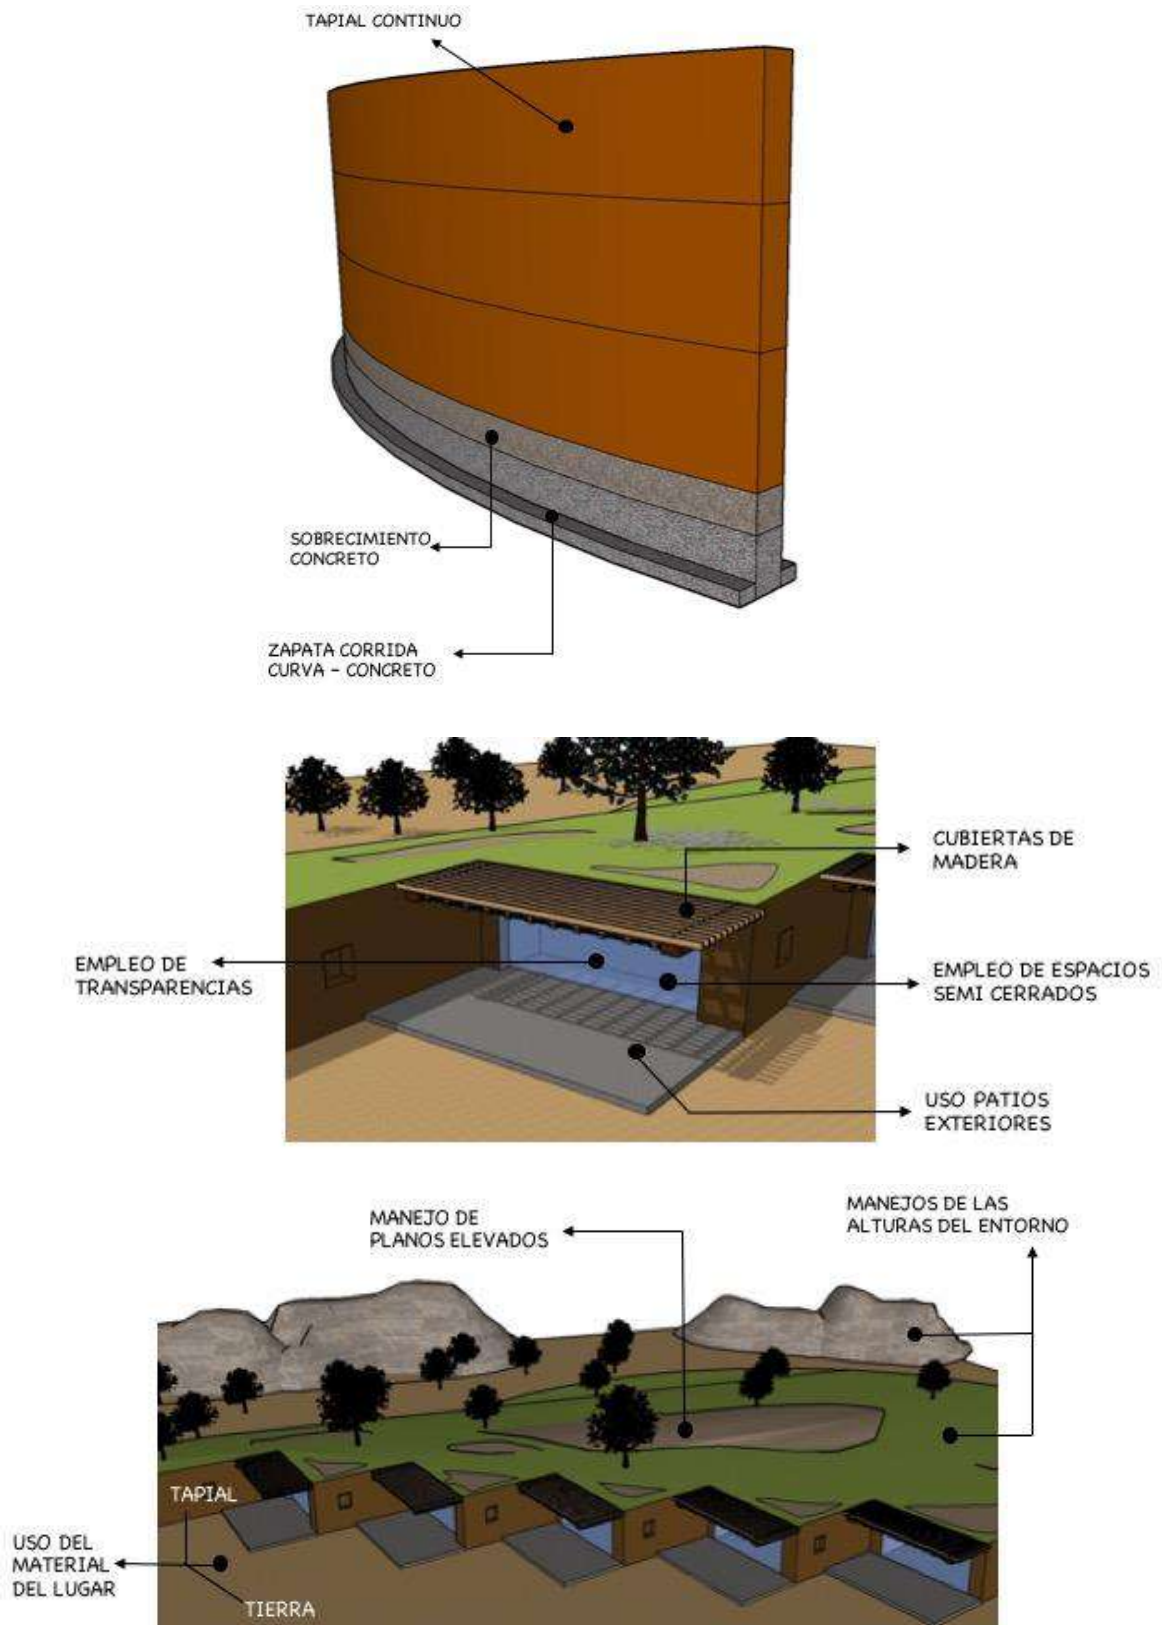 TAPIAL CONTINUO
SOBRECIMIENTO
CONCRETO
ZAPATA CORRIDA
CURVA - CONCRETO
CUBIERTAS DE
MADERA
EMPLEO DE
TRANSPARENCIAS
EMPLEO DE ESPACIOS
SEMI CERRADOS
USO PATIOS
EXTERIORES
MANEJO DE
PLANOS ELEVADOS
MANEJOS DE LAS
ALTURAS DEL ENTORNO
TAPIAL
USO DEL
MATERIAL
DEL LUGAR
TIERRA